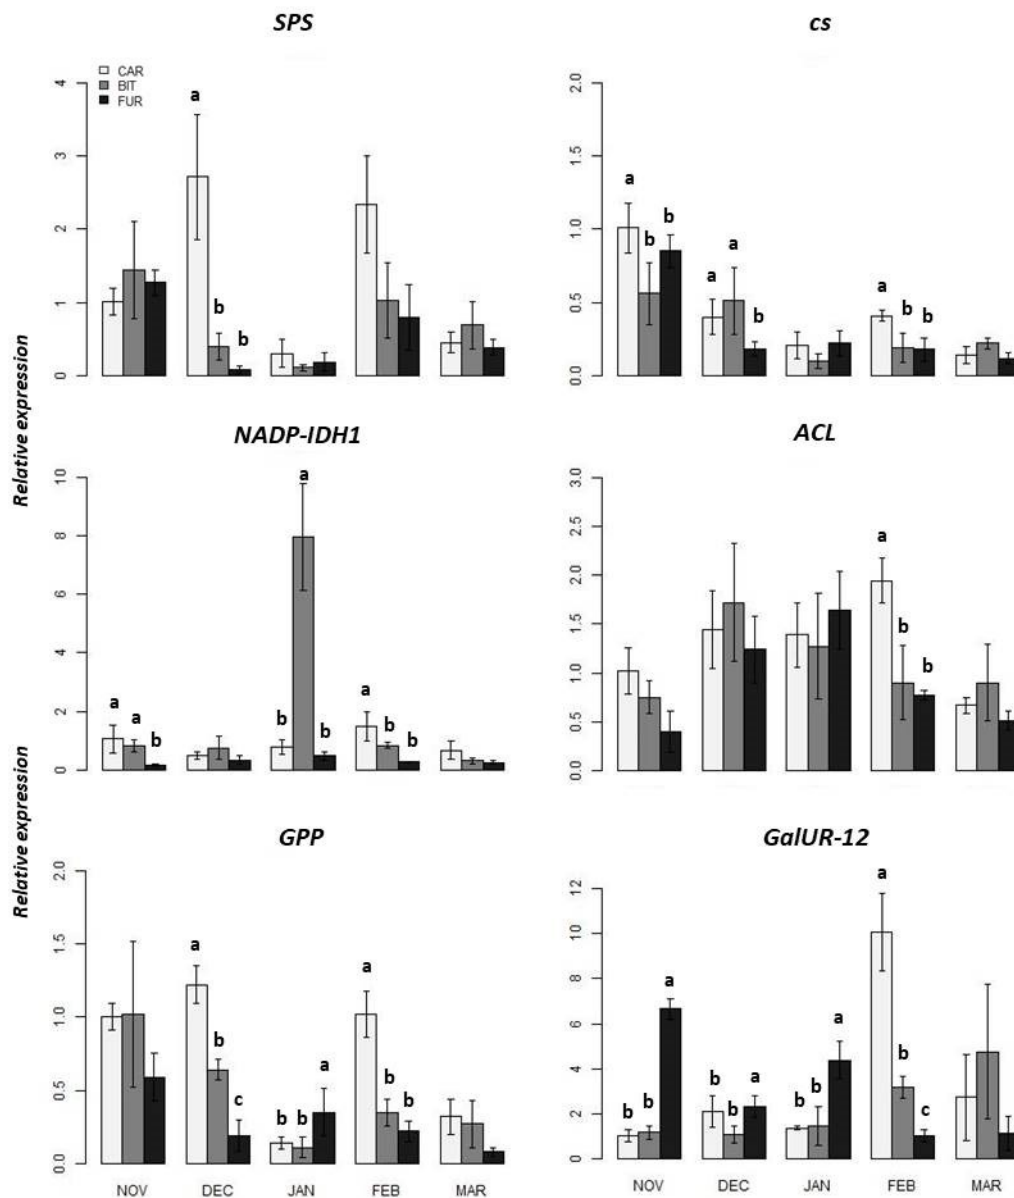 SPS
cs
CAR
BIT
FUR
4
3
2
1
0
a
b
b
2.0
1.5
1.0
0.5
0.0
a
b
b
a
a
b
a
b
b
Relative expression
NADP-IDH1
ACL
10
8
6
4
2
0
a
a
b
b
a
b
a
b
b
3.0
2.5
2.0
1.5
1.0
0.5
0.0
a
b
b
Relative expression
GPP
GalUR-12
2.0
1.5
1.0
0.5
0.0
a
b
c
b
b
a
a
b
b
12
10
8
6
4
2
0
b
b
a
b
b
a
b
b
a
a
b
c
NOV DEC JAN FEB MAR
NOV DEC JAN FEB MAR